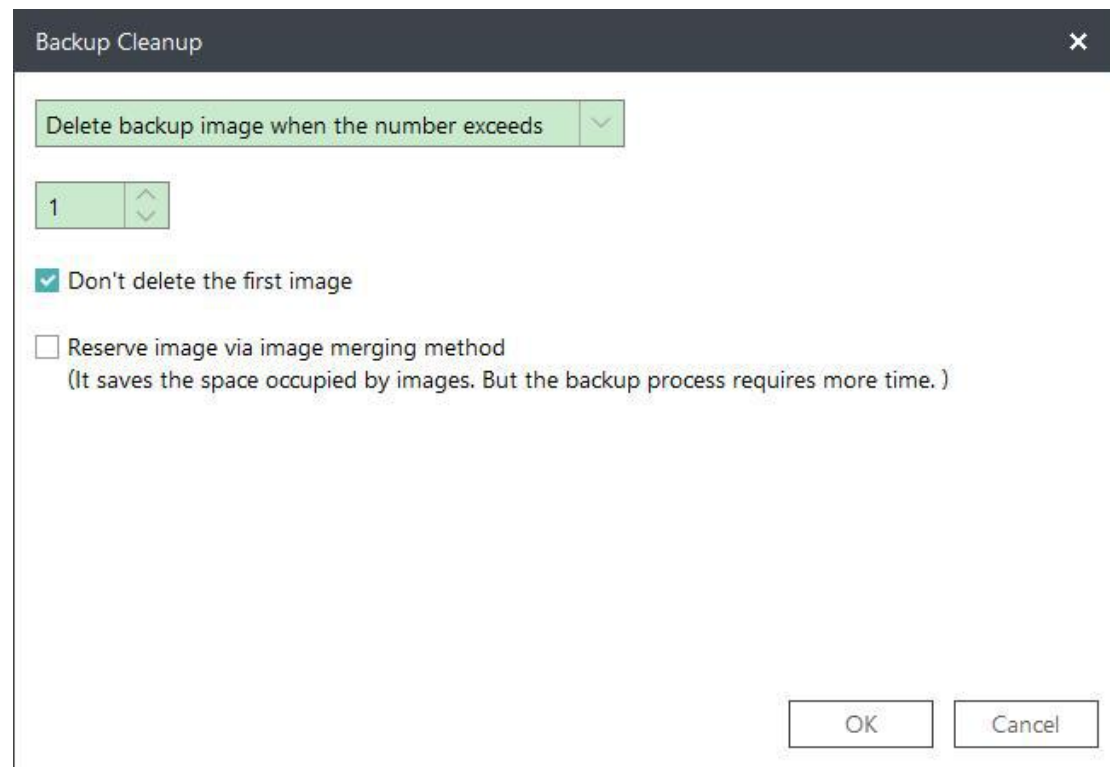 Backup Cleanup
Delete backup image when the number exceeds
1
Don't delete the first image
Reserve image via image merging method
(It saves the space occupied by images. But the backup process requires more time. )
OK
Cancel